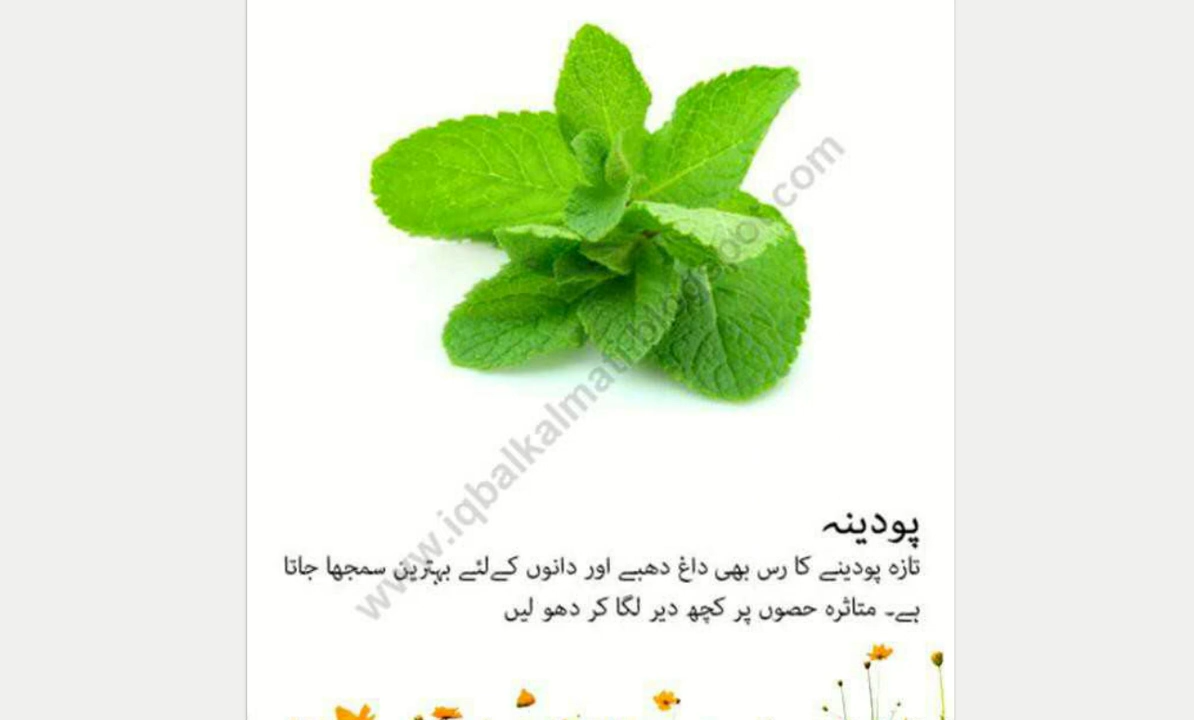 www.iqbalkalmati.blogspot.com
پودینہ
تازہ پودینے کا رس بھی داغ دھبے اور دانوں کےلئے بہترین سمجھا جاتا
ہے۔ متاثرہ حصوں پر کچھ دیر لگا کر دھو لیں